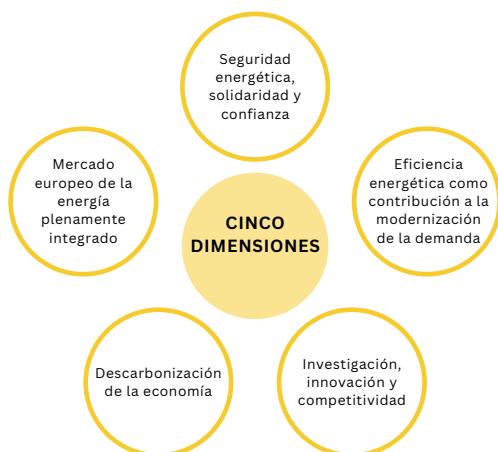 Seguridad
energética,
solidaridad y
confianza
Mercado
europeo de la
energía
plenamente
integrado
Eficiencia
energética como
contribución a la
modernización
de la demanda
CINCO
DIMENSIONES
Descarbonización
de la economía
Investigación,
innovación y
competitividad